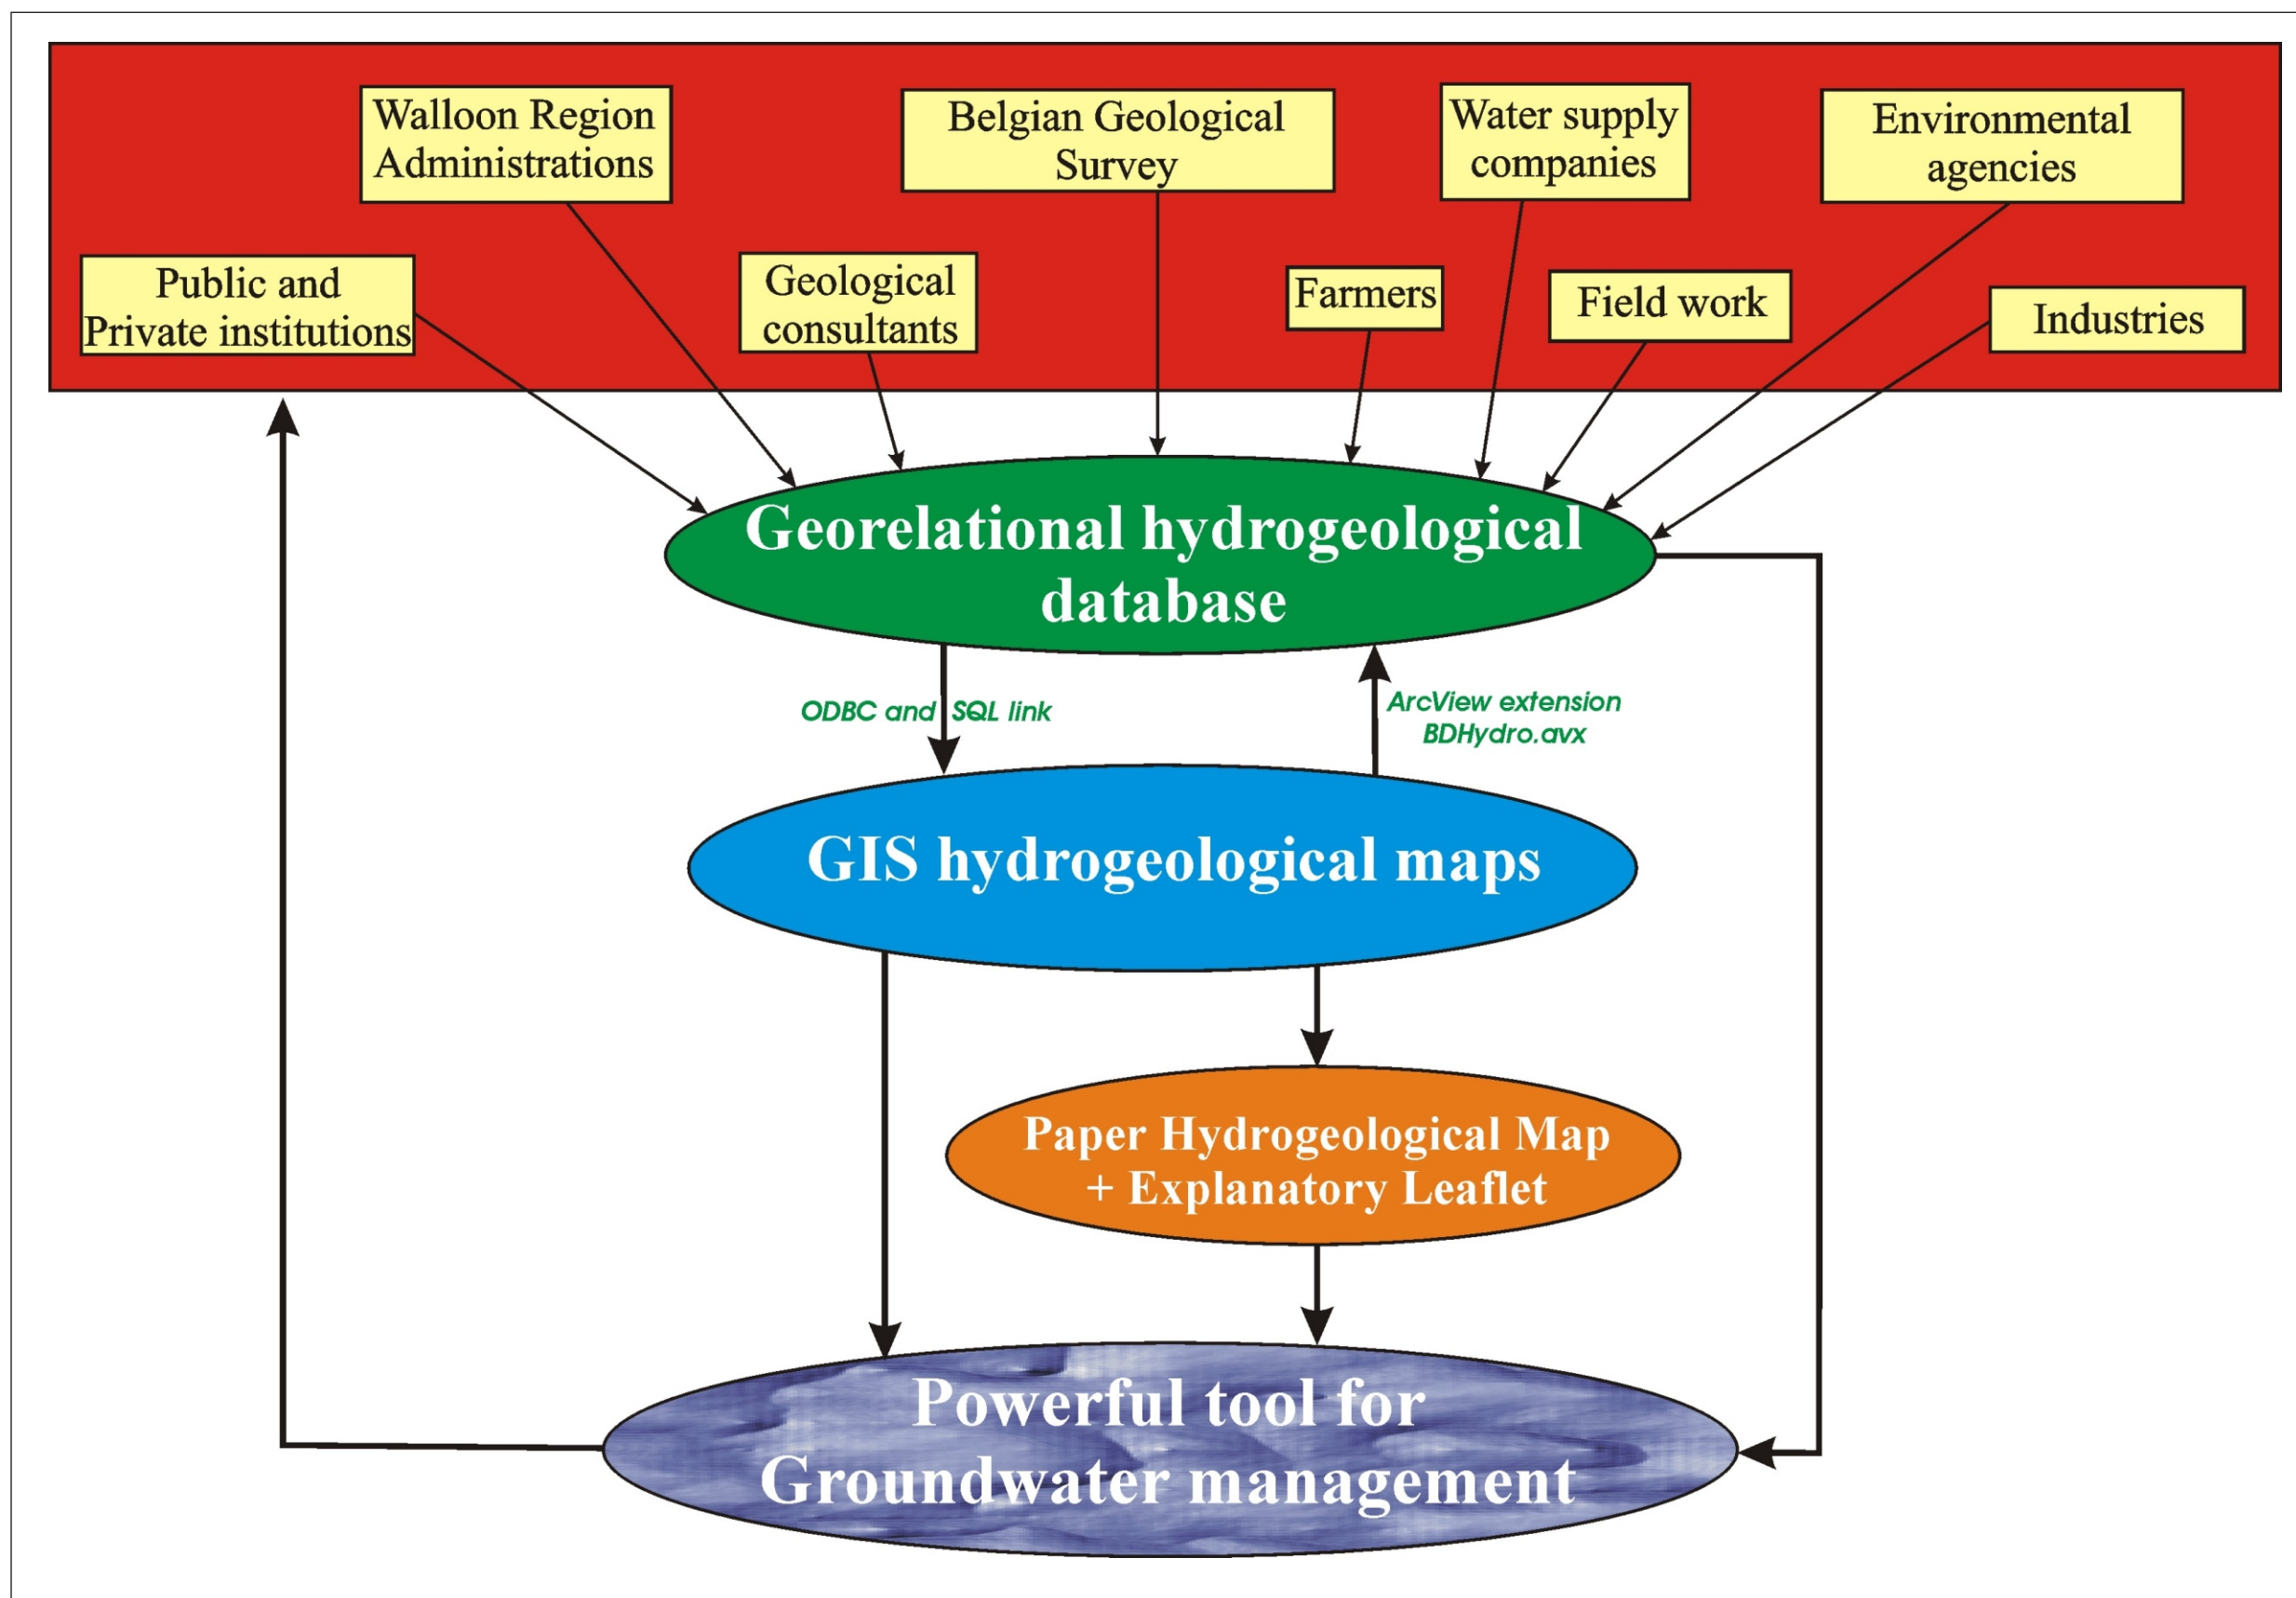 Walloon Region
Administrations
Belgian Geological
Survey
Water supply
companies
Environmental
agencies
Public and
Private institutions
Geological
consultants
Farmers
Field work
Industries
Georelational hydrogeological
database
ODBC and SQL link
ArcView extension
BDHydro.avx
GIS hydrogeological maps
Paper Hydrogeological Map
+ Explanatory Leaflet
Powerful tool for
Groundwater management